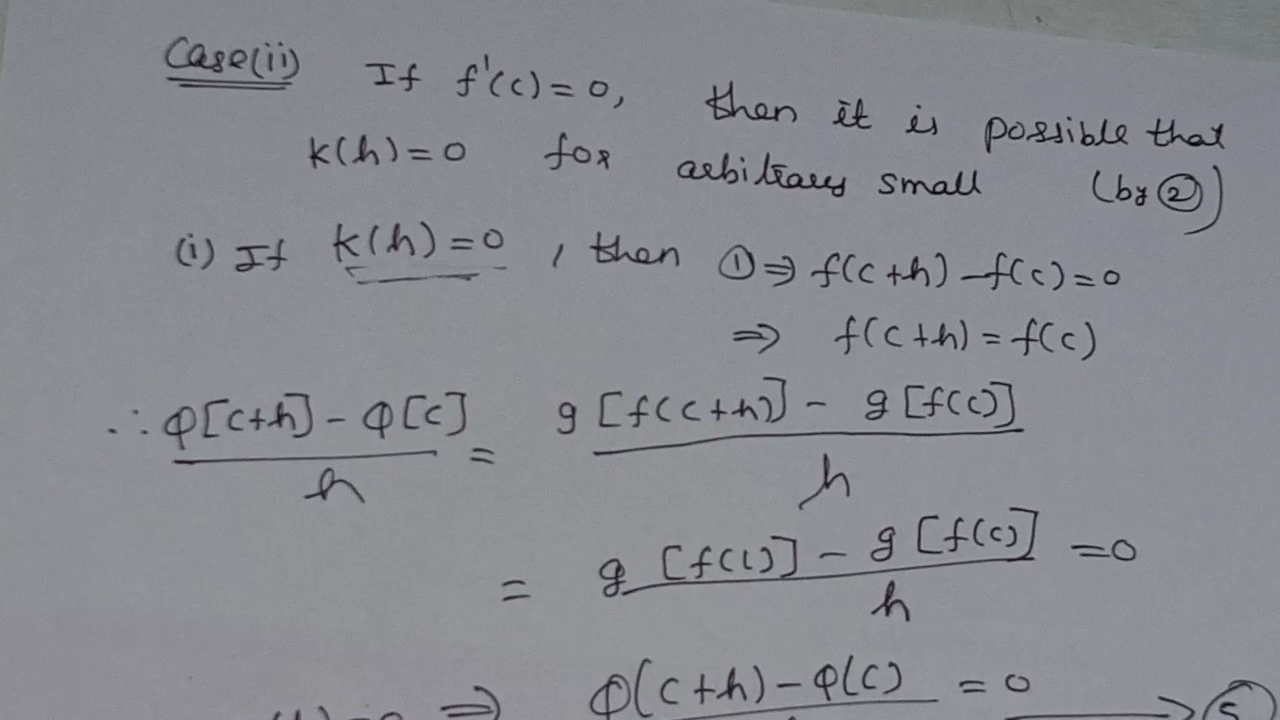 Case(ii) If f'(c)=0, then it is possible that
k(h)=0 for arbitrary small (by ②)
(i) If k(h)=0, then ①⇒ f(c+h)-f(c)=0
⇒ f(c+h)=f(c)
∴ φ[c+h]-φ[c] / h = g[f(c+h)] - g[f(c)] / h
= g[f(c)] - g[f(c)] / h =0
⇒ φ(c+h)-φ(c) =0